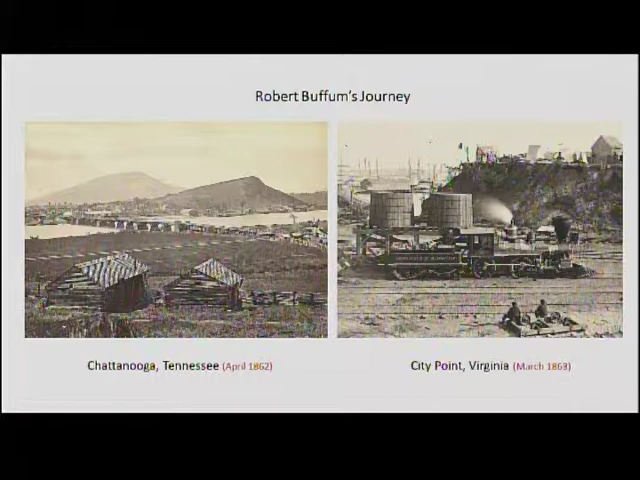 Robert Buffum's Journey
Chattanooga, Tennessee (April 1862)
City Point, Virginia (March 1863)